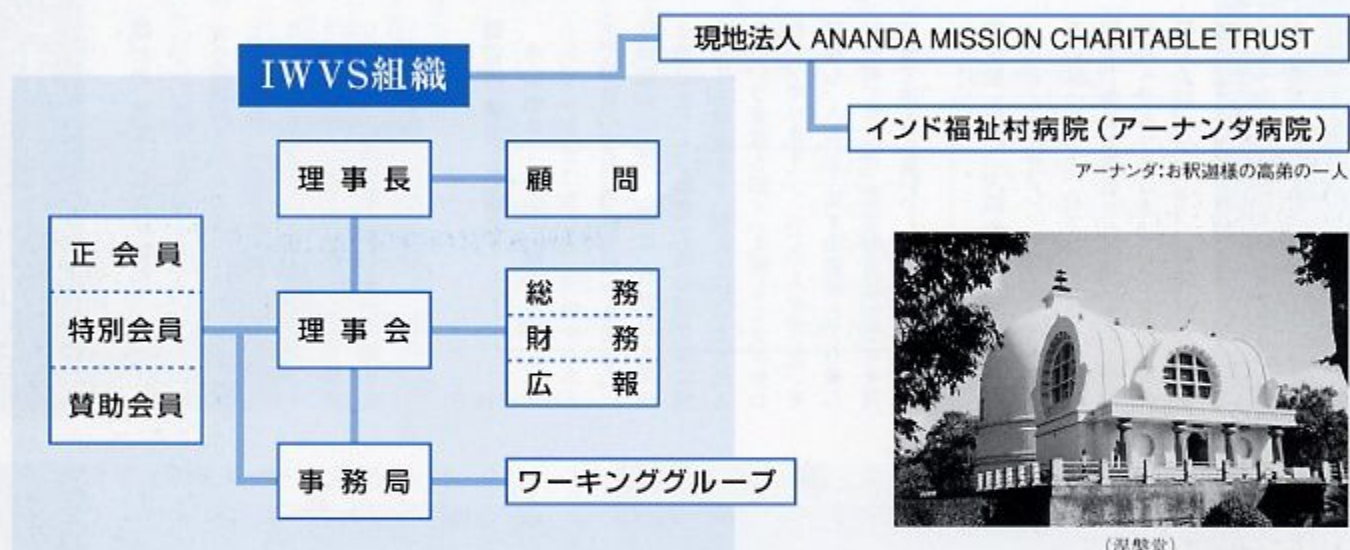 現地法人 ANANDA MISSION CHARITABLE TRUST
IWVS組織
インド福祉村病院(アーナンダ病院)
アーナンダ:お釈迦様の高弟の一人
理事長
顧問
正会員
特別会員
賛助会員
理事会
総務
財務
広報
事務局
ワーキンググループ
(涅槃堂)